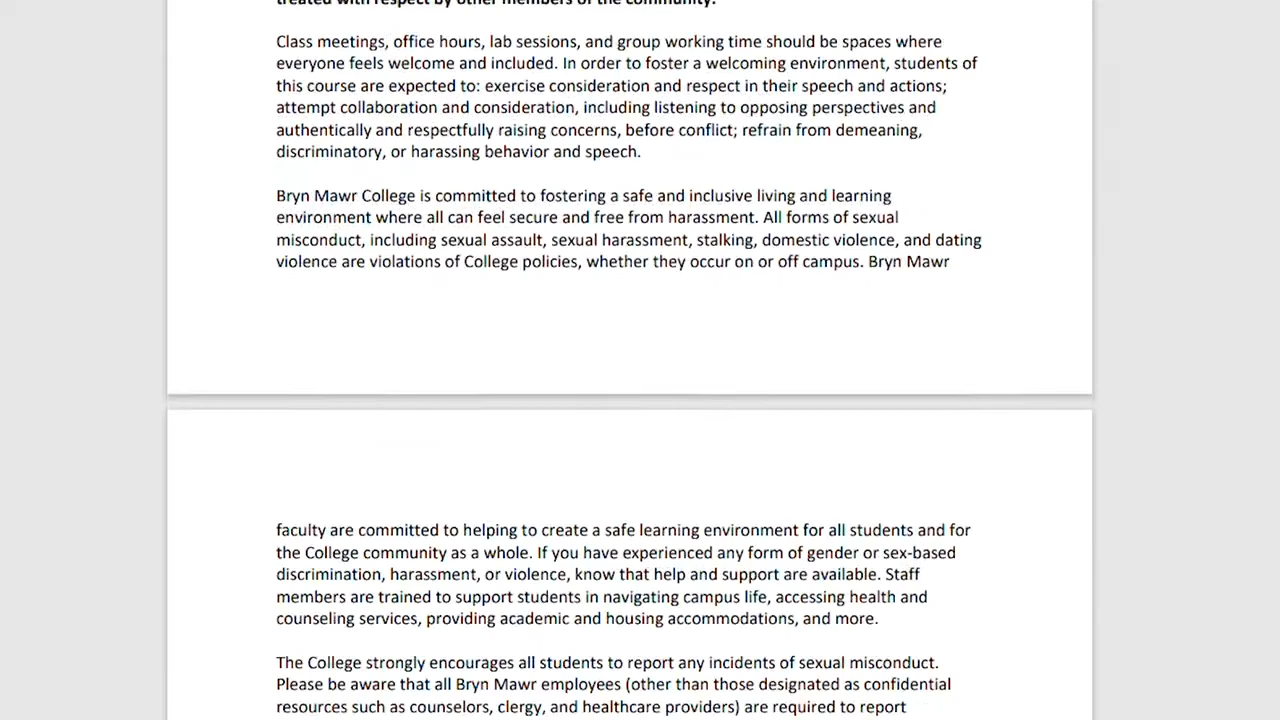 treated with respect by other members of the community.
Class meetings, office hours, lab sessions, and group working time should be spaces where
everyone feels welcome and included. In order to foster a welcoming environment, students of
this course are expected to: exercise consideration and respect in their speech and actions;
attempt collaboration and consideration, including listening to opposing perspectives and
authentically and respectfully raising concerns, before conflict; refrain from demeaning,
discriminatory, or harassing behavior and speech.
Bryn Mawr College is committed to fostering a safe and inclusive living and learning
environment where all can feel secure and free from harassment. All forms of sexual
misconduct, including sexual assault, sexual harassment, stalking, domestic violence, and dating
violence are violations of College policies, whether they occur on or off campus. Bryn Mawr
faculty are committed to helping to create a safe learning environment for all students and for
the College community as a whole. If you have experienced any form of gender or sex-based
discrimination, harassment, or violence, know that help and support are available. Staff
members are trained to support students in navigating campus life, accessing health and
counseling services, providing academic and housing accommodations, and more.
The College strongly encourages all students to report any incidents of sexual misconduct.
Please be aware that all Bryn Mawr employees (other than those designated as confidential
resources such as counselors, clergy, and healthcare providers) are required to report